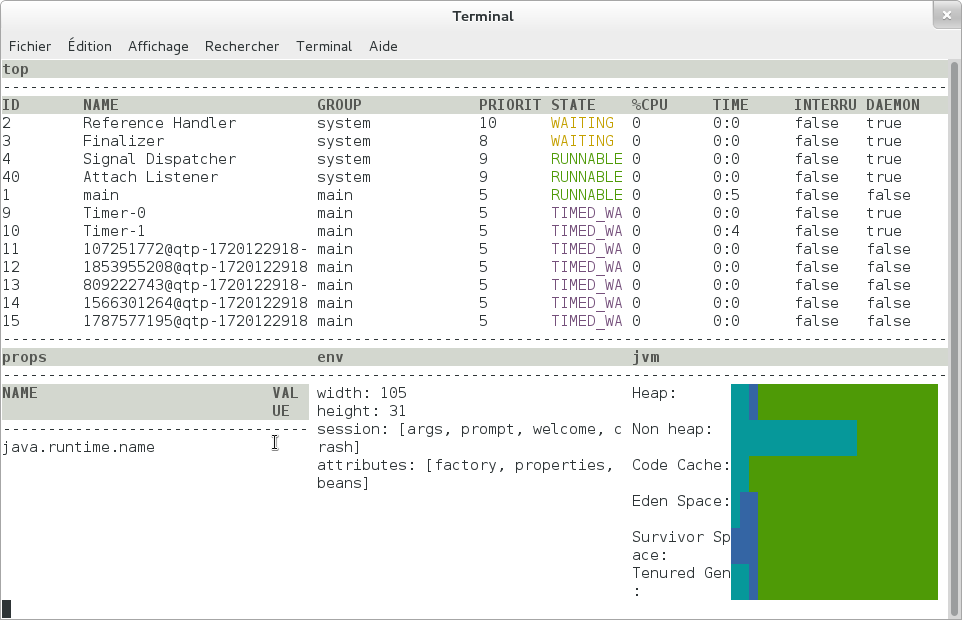 Terminal
Fichier Édition Affichage Rechercher Terminal Aide
top
ID NAME GROUP PRIORIT STATE %CPU TIME INTERRU DAEMON
2 Reference Handler system 10 WAITING 0 0:0 false true
3 Finalizer system 8 WAITING 0 0:0 false true
4 Signal Dispatcher system 9 RUNNABLE 0 0:0 false true
40 Attach Listener system 9 RUNNABLE 0 0:0 false true
1 main main 5 RUNNABLE 0 0:5 false false
9 Timer-0 main 5 TIMED_WA 0 0:0 false true
10 Timer-1 main 5 TIMED_WA 0 0:4 false true
11 107251772@qtp-1720122918- main 5 TIMED_WA 0 0:0 false false
12 1853955208@qtp-1720122918 main 5 TIMED_WA 0 0:0 false false
13 809222743@qtp-1720122918- main 5 TIMED_WA 0 0:0 false false
14 1566301264@qtp-1720122918 main 5 TIMED_WA 0 0:0 false false
15 1787577195@qtp-1720122918 main 5 TIMED_WA 0 0:0 false false
props env jvm
NAME VAL
UE
java.runtime.name
width: 105
height: 31
session: [args, prompt, welcome, c
rash]
attributes: [factory, properties,
beans]
Heap:
Non heap:
Code Cache:
Eden Space:
Survivor Sp
ace:
Tenured Gen
: